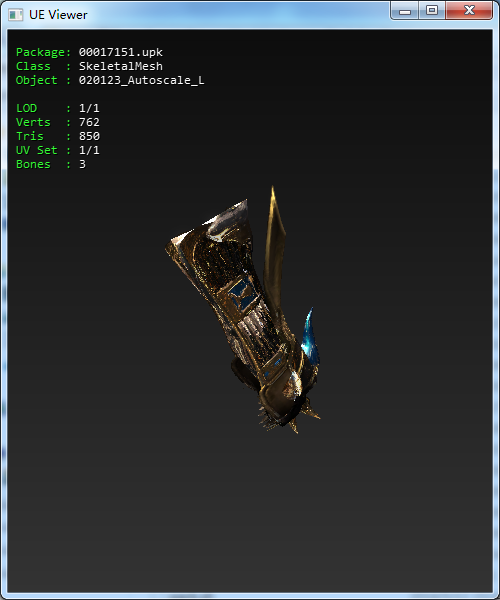 UE Viewer
Package: 00017151.upk
Class  : SkeletalMesh
Object : 020123_Autoscale_L
LOD    : 1/1
Verts  : 762
Tris   : 850
UV Set : 1/1
Bones  : 3